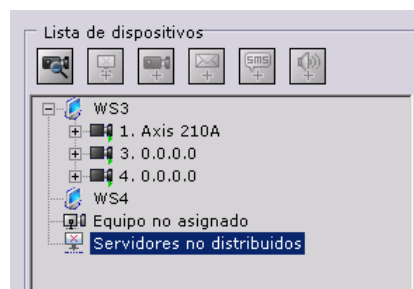 Lista de dispositivos
sms
WS3
1. Axis 210A
3. 0.0.0.0
4. 0.0.0.0
WS4
Equipo no asignado
Servidores no distribuidos